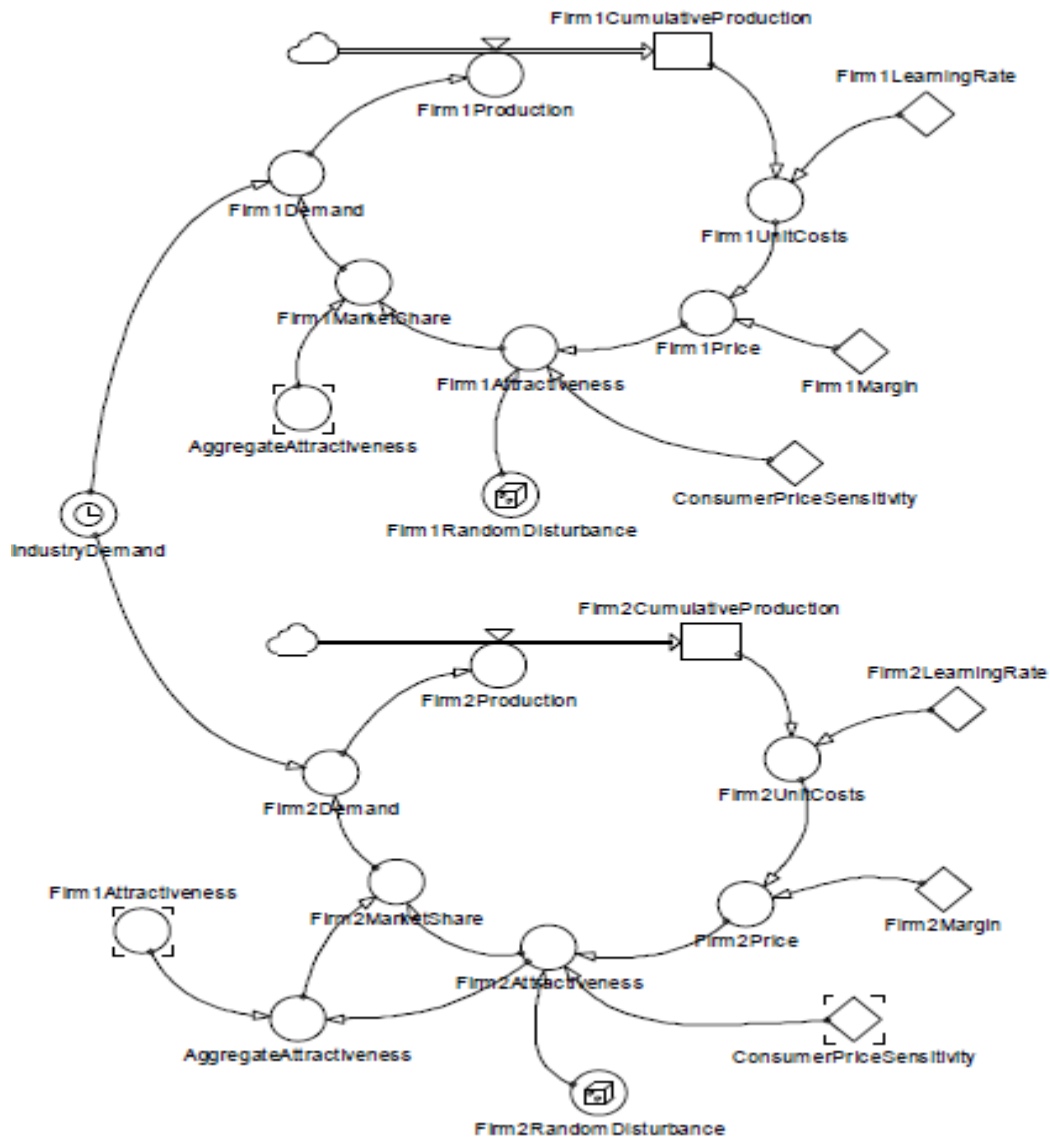 Firm1CumulativeProduction
Firm1LearningRate
Firm1Production
Firm1Demand
Firm1UnitCosts
Firm1MarketShare
Firm1Price
Firm1Attractiveness
Firm1Margin
AggregateAttractiveness
ConsumerPriceSensitivity
Firm1RandomDisturbance
IndustryDemand
Firm2CumulativeProduction
Firm2LearningRate
Firm2Production
Firm2UnitCosts
Firm2Demand
Firm1Attractiveness
Firm2MarketShare
Firm2Margin
Firm2Price
Firm2Attractiveness
AggregateAttractiveness
ConsumerPriceSensitivity
Firm2RandomDisturbance